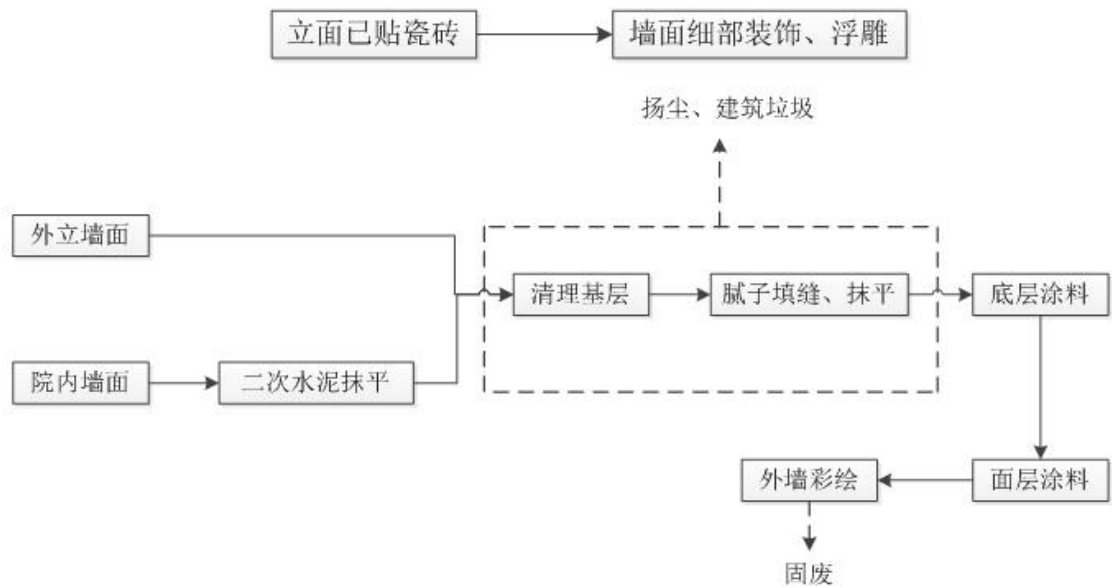 立面已贴瓷砖
墙面细部装饰、浮雕
扬尘、建筑垃圾
外立墙面
清理基层
腻子填缝、抹平
底层涂料
院内墙面
二次水泥抹平
外墙彩绘
面层涂料
固废